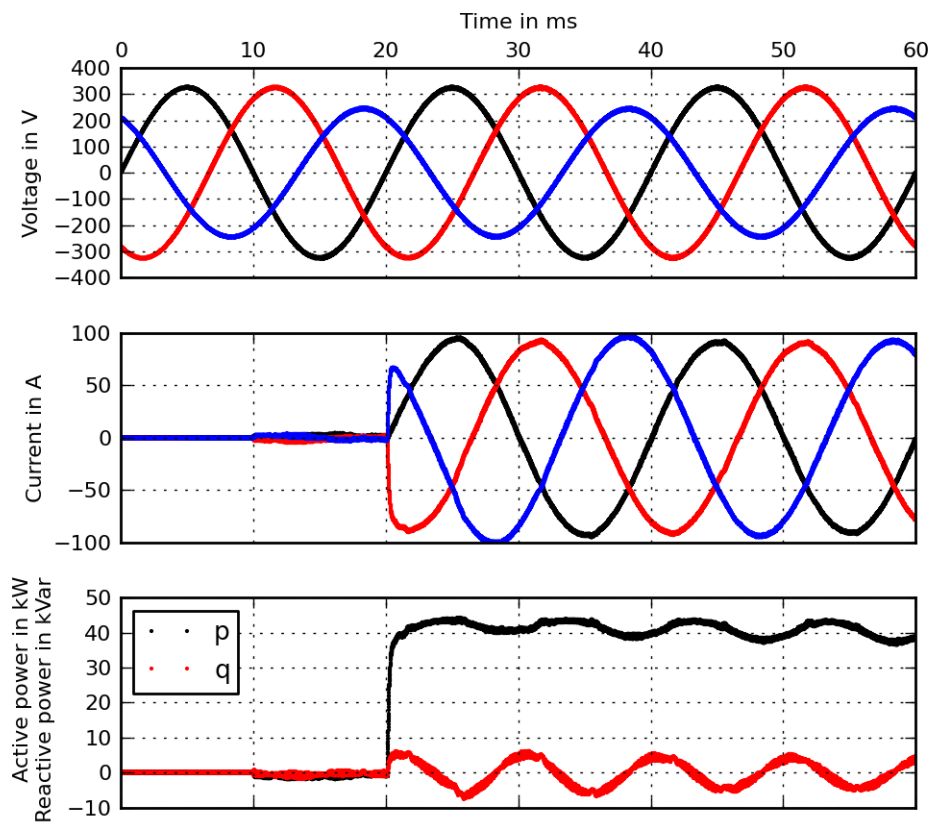 Time in ms
0 10 20 30 40 50 60
400
300
200
100
0
−100
−200
−300
−400
Voltage in V
100
50
0
−50
−100
Current in A
50
40
30
20
10
0
−10
Active power in kW
Reactive power in kVar
p
q